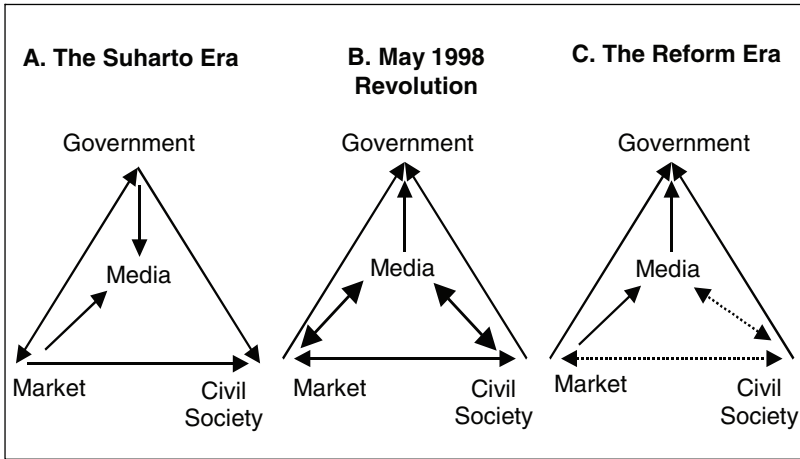 A. The Suharto Era
Government
Media
Market
Civil
Society
B. May 1998
Revolution
Government
Media
Market
Civil
Society
C. The Reform Era
Government
Media
Market
Civil
Society